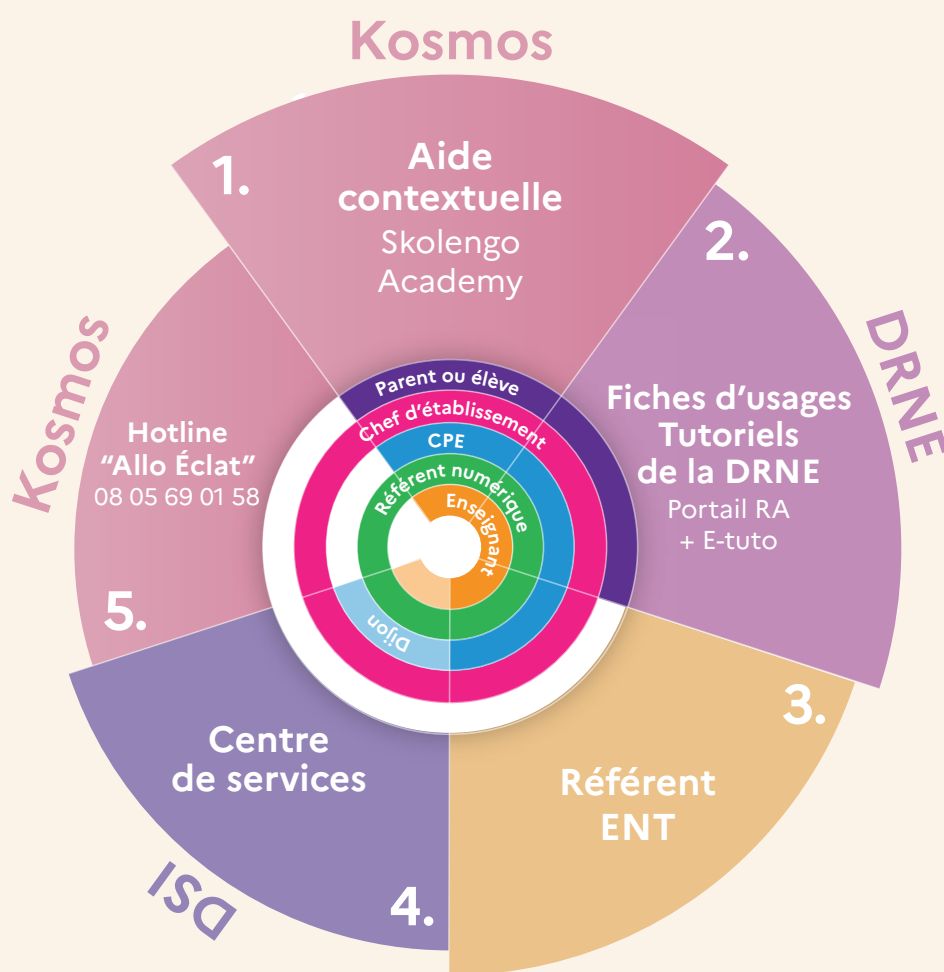 Kosmos
1.
Aide
contextuelle
Skolengo
Academy
2.
DRNE
Fiches d’usages
Tutoriels
de la DRNE
Portail RA
+ E-tuto
3.
Référent
ENT
4.
Centre
de services
DSI
5.
Kosmos
Hotline
“Allo Éclat”
08 05 69 01 58
Parent ou élève
Chef d’établissement
CPE
Référent numérique
Enseignant
Dijon